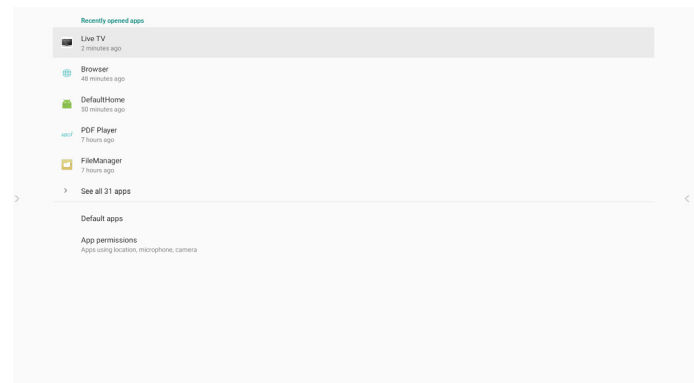 Recently opened apps
Live TV
2 minutes ago
Browser
46 minutes ago
DefaultHome
50 minutes ago
PDF Player
7 hours ago
FileManager
7 hours ago
See all 31 apps
Default apps
App permissions
Apps using location, microphone, camera